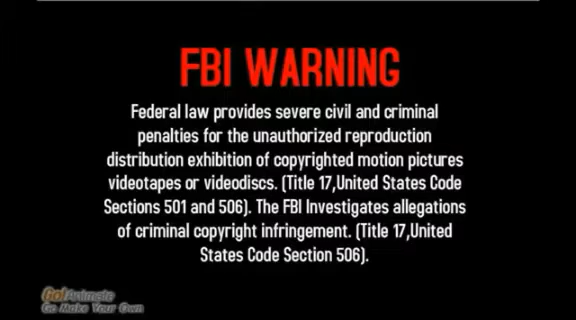 FBI WARNING
Federal law provides severe civil and criminal
penalties for the unauthorized reproduction
distribution exhibition of copyrighted motion pictures
videotapes or videodiscs. (Title 17,United States Code
Sections 501 and 506). The FBI Investigates allegations
of criminal copyright infringement. (Title 17,United
States Code Section 506).
Go!Animate
Go Make Your Own